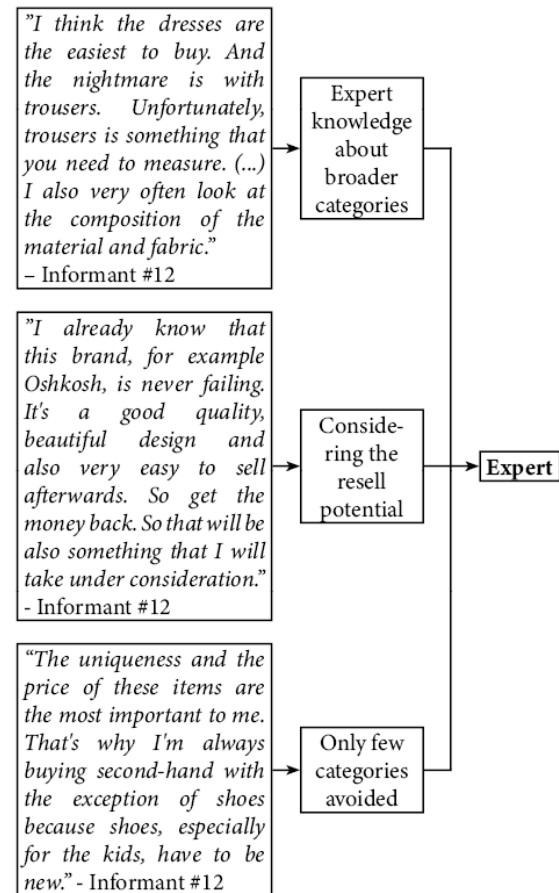 ”I think the dresses are
the easiest to buy. And
the nightmare is with
trousers. Unfortunately,
trousers is something that
you need to measure. (...)
I also very often look at
the composition of the
material and fabric.”
– Informant #12
Expert
knowledge
about
broader
categories
”I already know that
this brand, for example
Oshkosh, is never failing.
It's a good quality,
beautiful design and
also very easy to sell
afterwards. So get the
money back. So that will be
also something that I will
take under consideration.”
- Informant #12
Conside-
ring the
resell
potential
Expert
“The uniqueness and the
price of these items are
the most important to me.
That's why I'm always
buying second-hand with
the exception of shoes
because shoes, especially
for the kids, have to be
new.” - Informant #12
Only few
categories
avoided